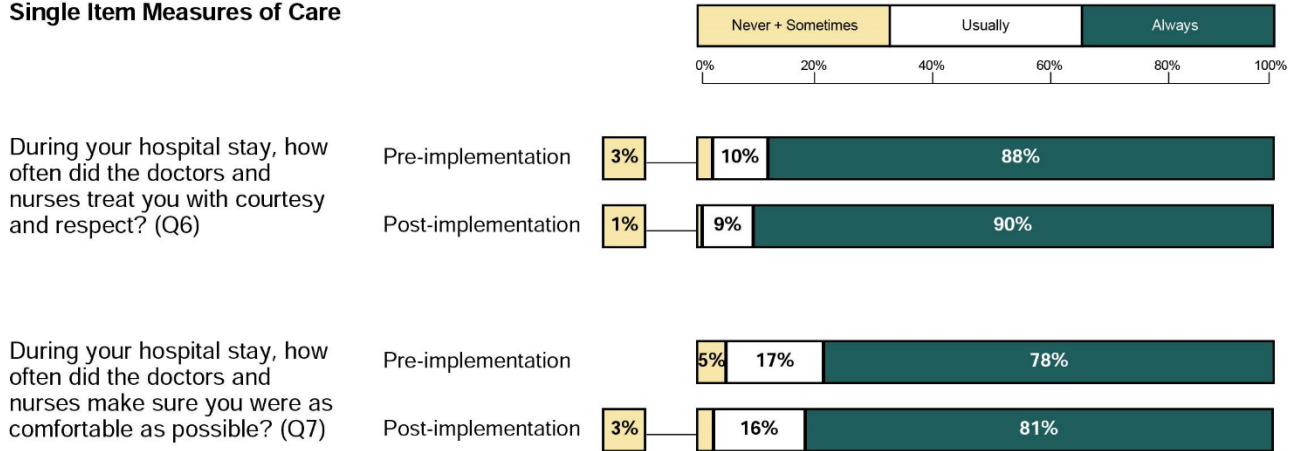 Single Item Measures of Care
Never + Sometimes Usually Always
0% 20% 40% 60% 80% 100%
During your hospital stay, how
often did the doctors and
nurses treat you with courtesy
and respect? (Q6)
Pre-implementation 3% 10% 88%
Post-implementation 1% 9% 90%
During your hospital stay, how
often did the doctors and
nurses make sure you were as
comfortable as possible? (Q7)
Pre-implementation 5% 17% 78%
Post-implementation 3% 16% 81%